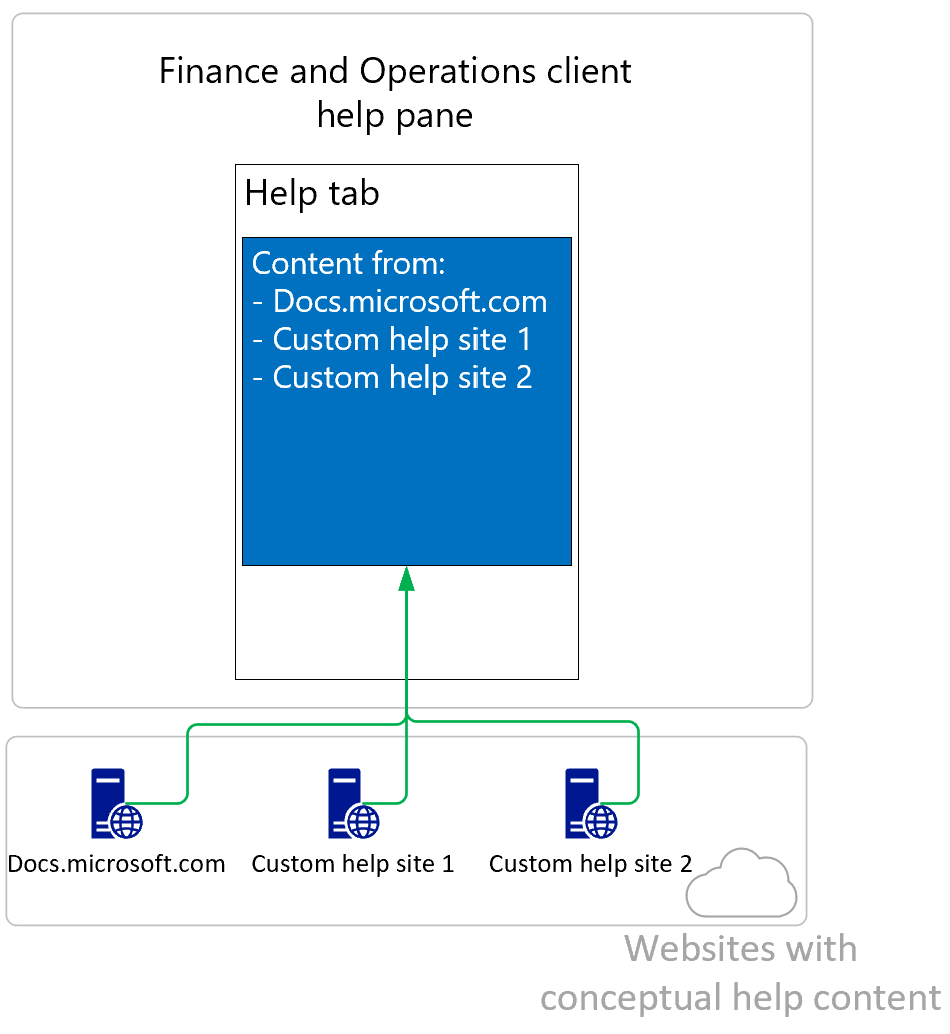 Finance and Operations client
help pane
Help tab
Content from:
- Docs.microsoft.com
- Custom help site 1
- Custom help site 2
Docs.microsoft.com
Custom help site 1
Custom help site 2
Websites with
conceptual help content